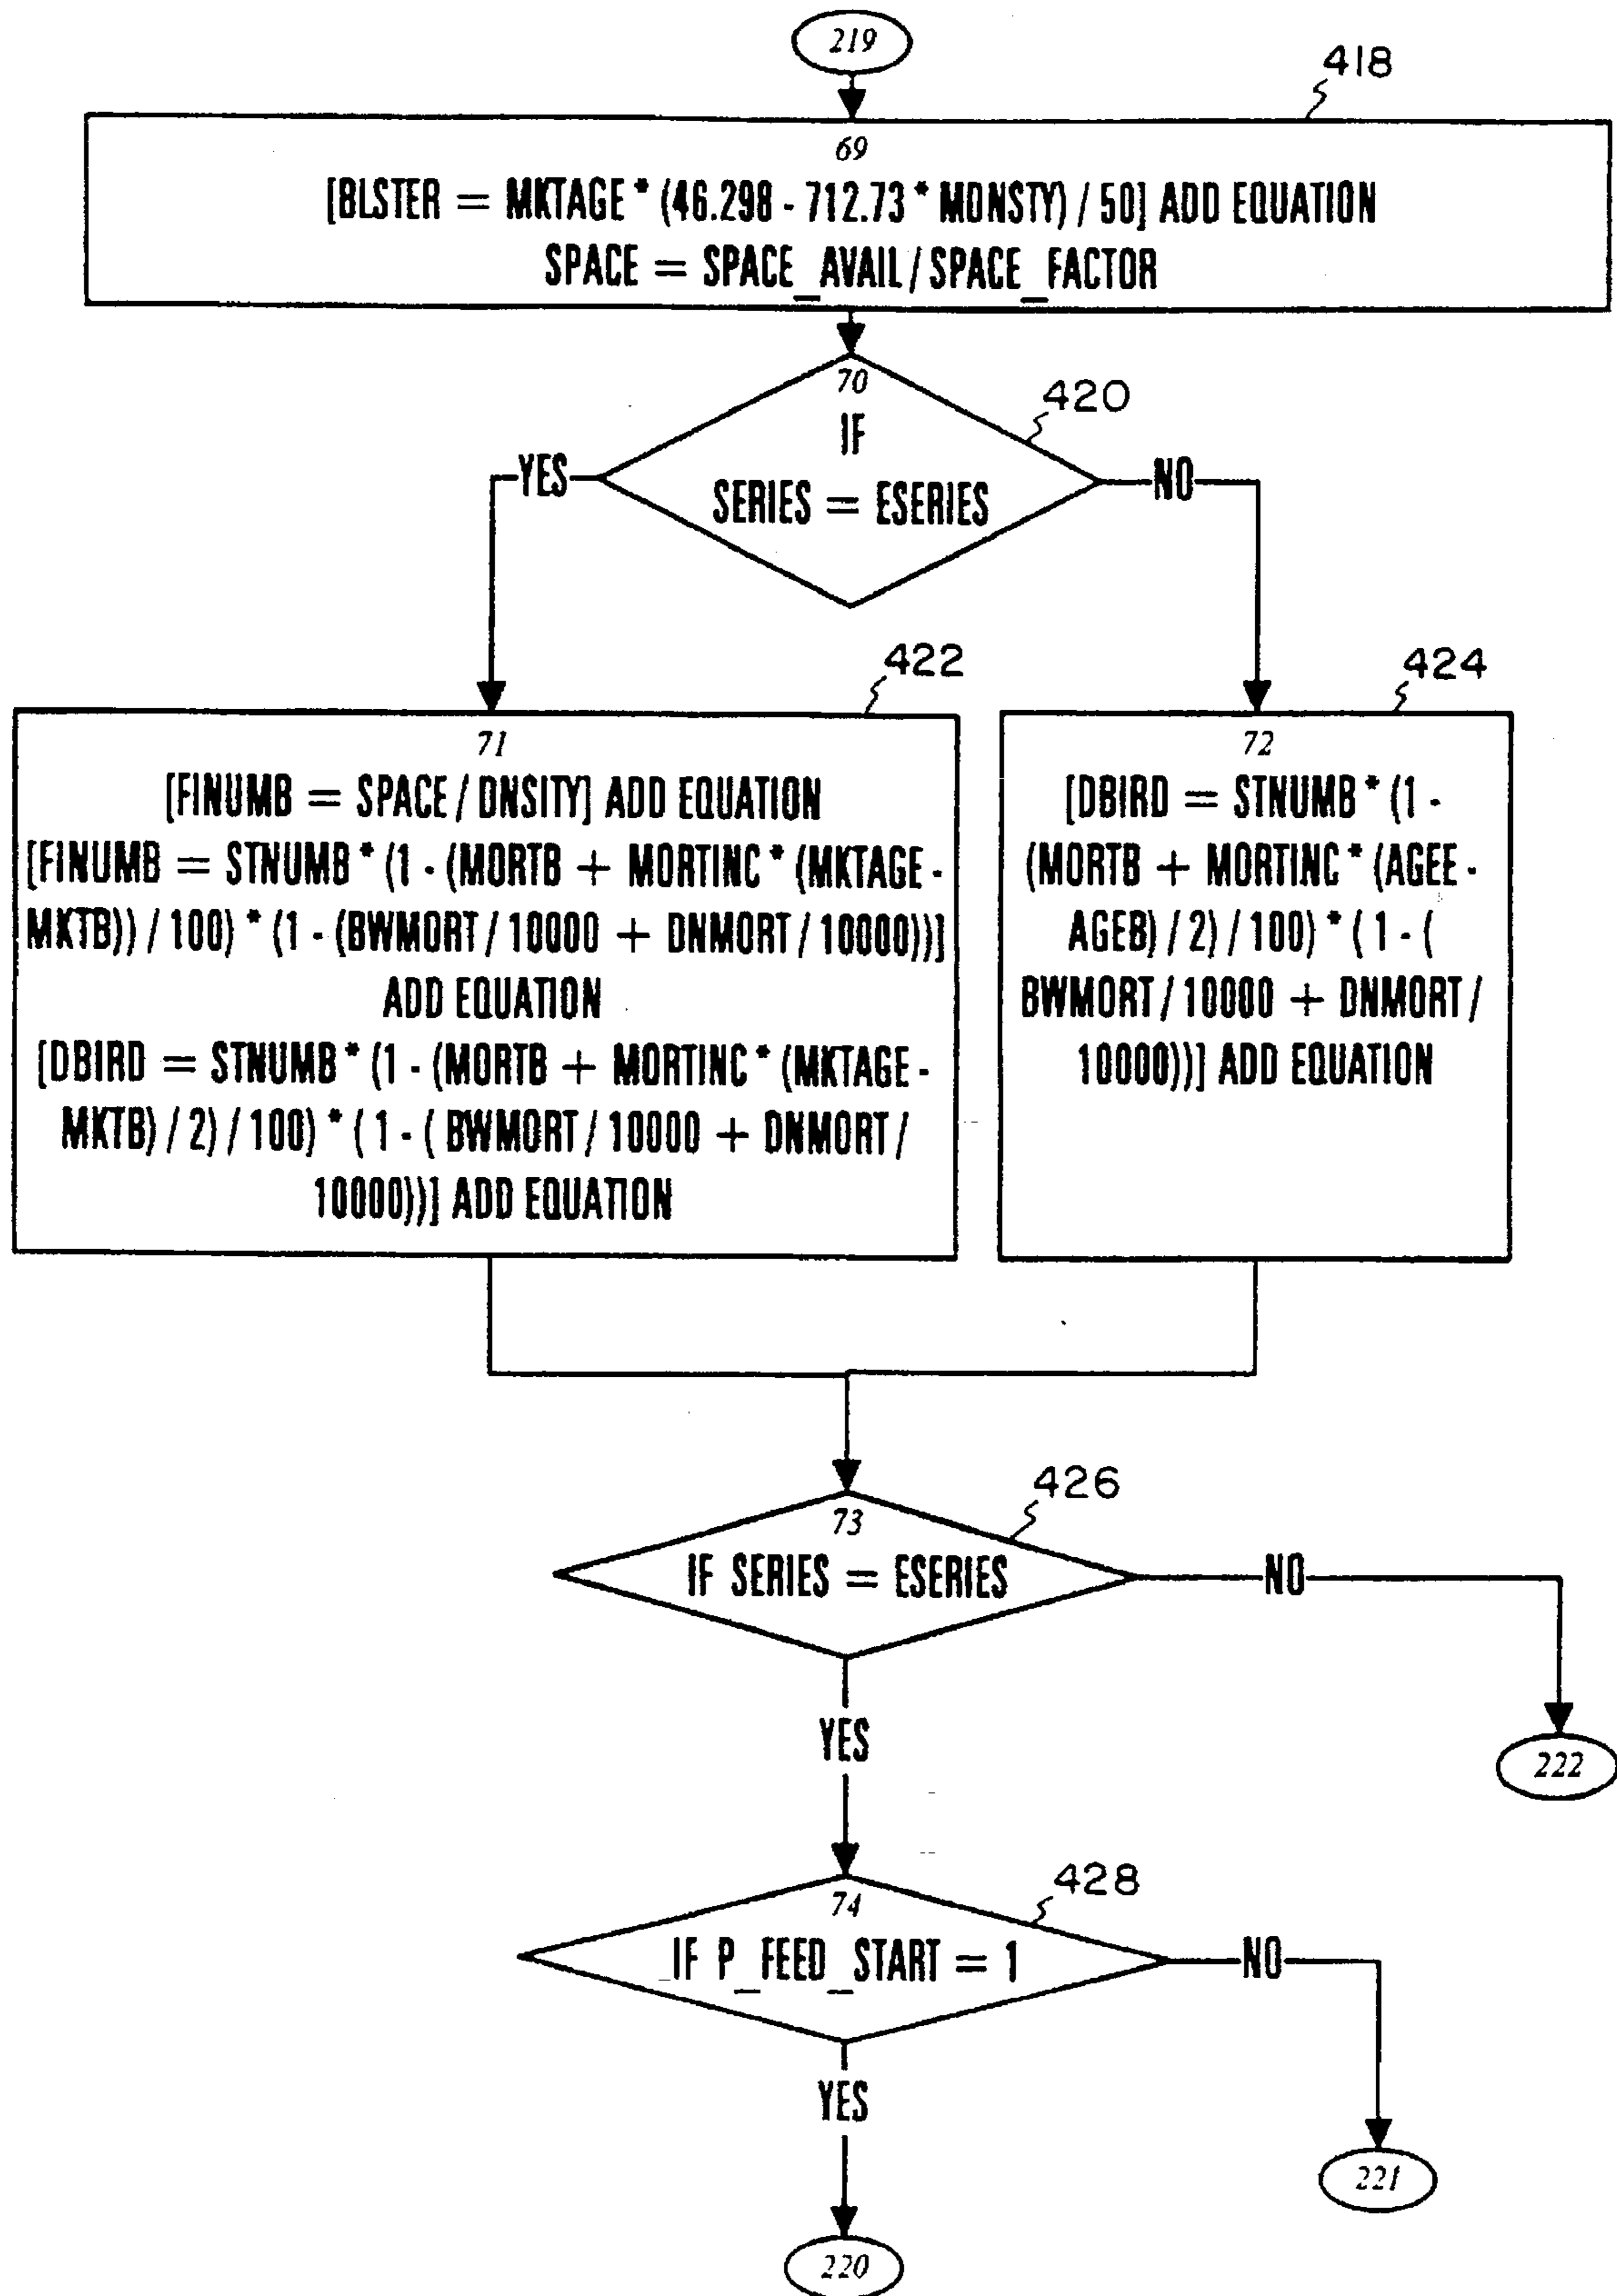 219
418
69
[BLSTER = MKTAGE * (46.298 - 712.73 * MDNSTY) / 50] ADD EQUATION
SPACE = SPACE_AVAIL / SPACE_FACTOR
70
420
IF
SERIES = ESERIES
YES
NO
422
71
[FINUMB = SPACE / DNSITY] ADD EQUATION
[FINUMB = STNUMB * (1 - (MORTB + MORTINC * (MKTAGE -
MKTB)) / 100) * (1 - (BWMORT / 10000 + DNMORT / 10000))]
ADD EQUATION
[DBIRD = STNUMB * (1 - (MORTB + MORTINC * (MKTAGE -
MKTB) / 2) / 100) * ( 1 - ( BWMORT / 10000 + DNMORT /
10000))] ADD EQUATION
424
72
[DBIRD = STNUMB * (1 -
(MORTB + MORTINC * (AGEE -
AGEB) / 2) / 100) * ( 1 - (
BWMORT / 10000 + DNMORT /
10000))] ADD EQUATION
426
73
IF SERIES = ESERIES
NO
YES
222
428
74
_IF P_FEED_START = 1
NO
YES
221
220